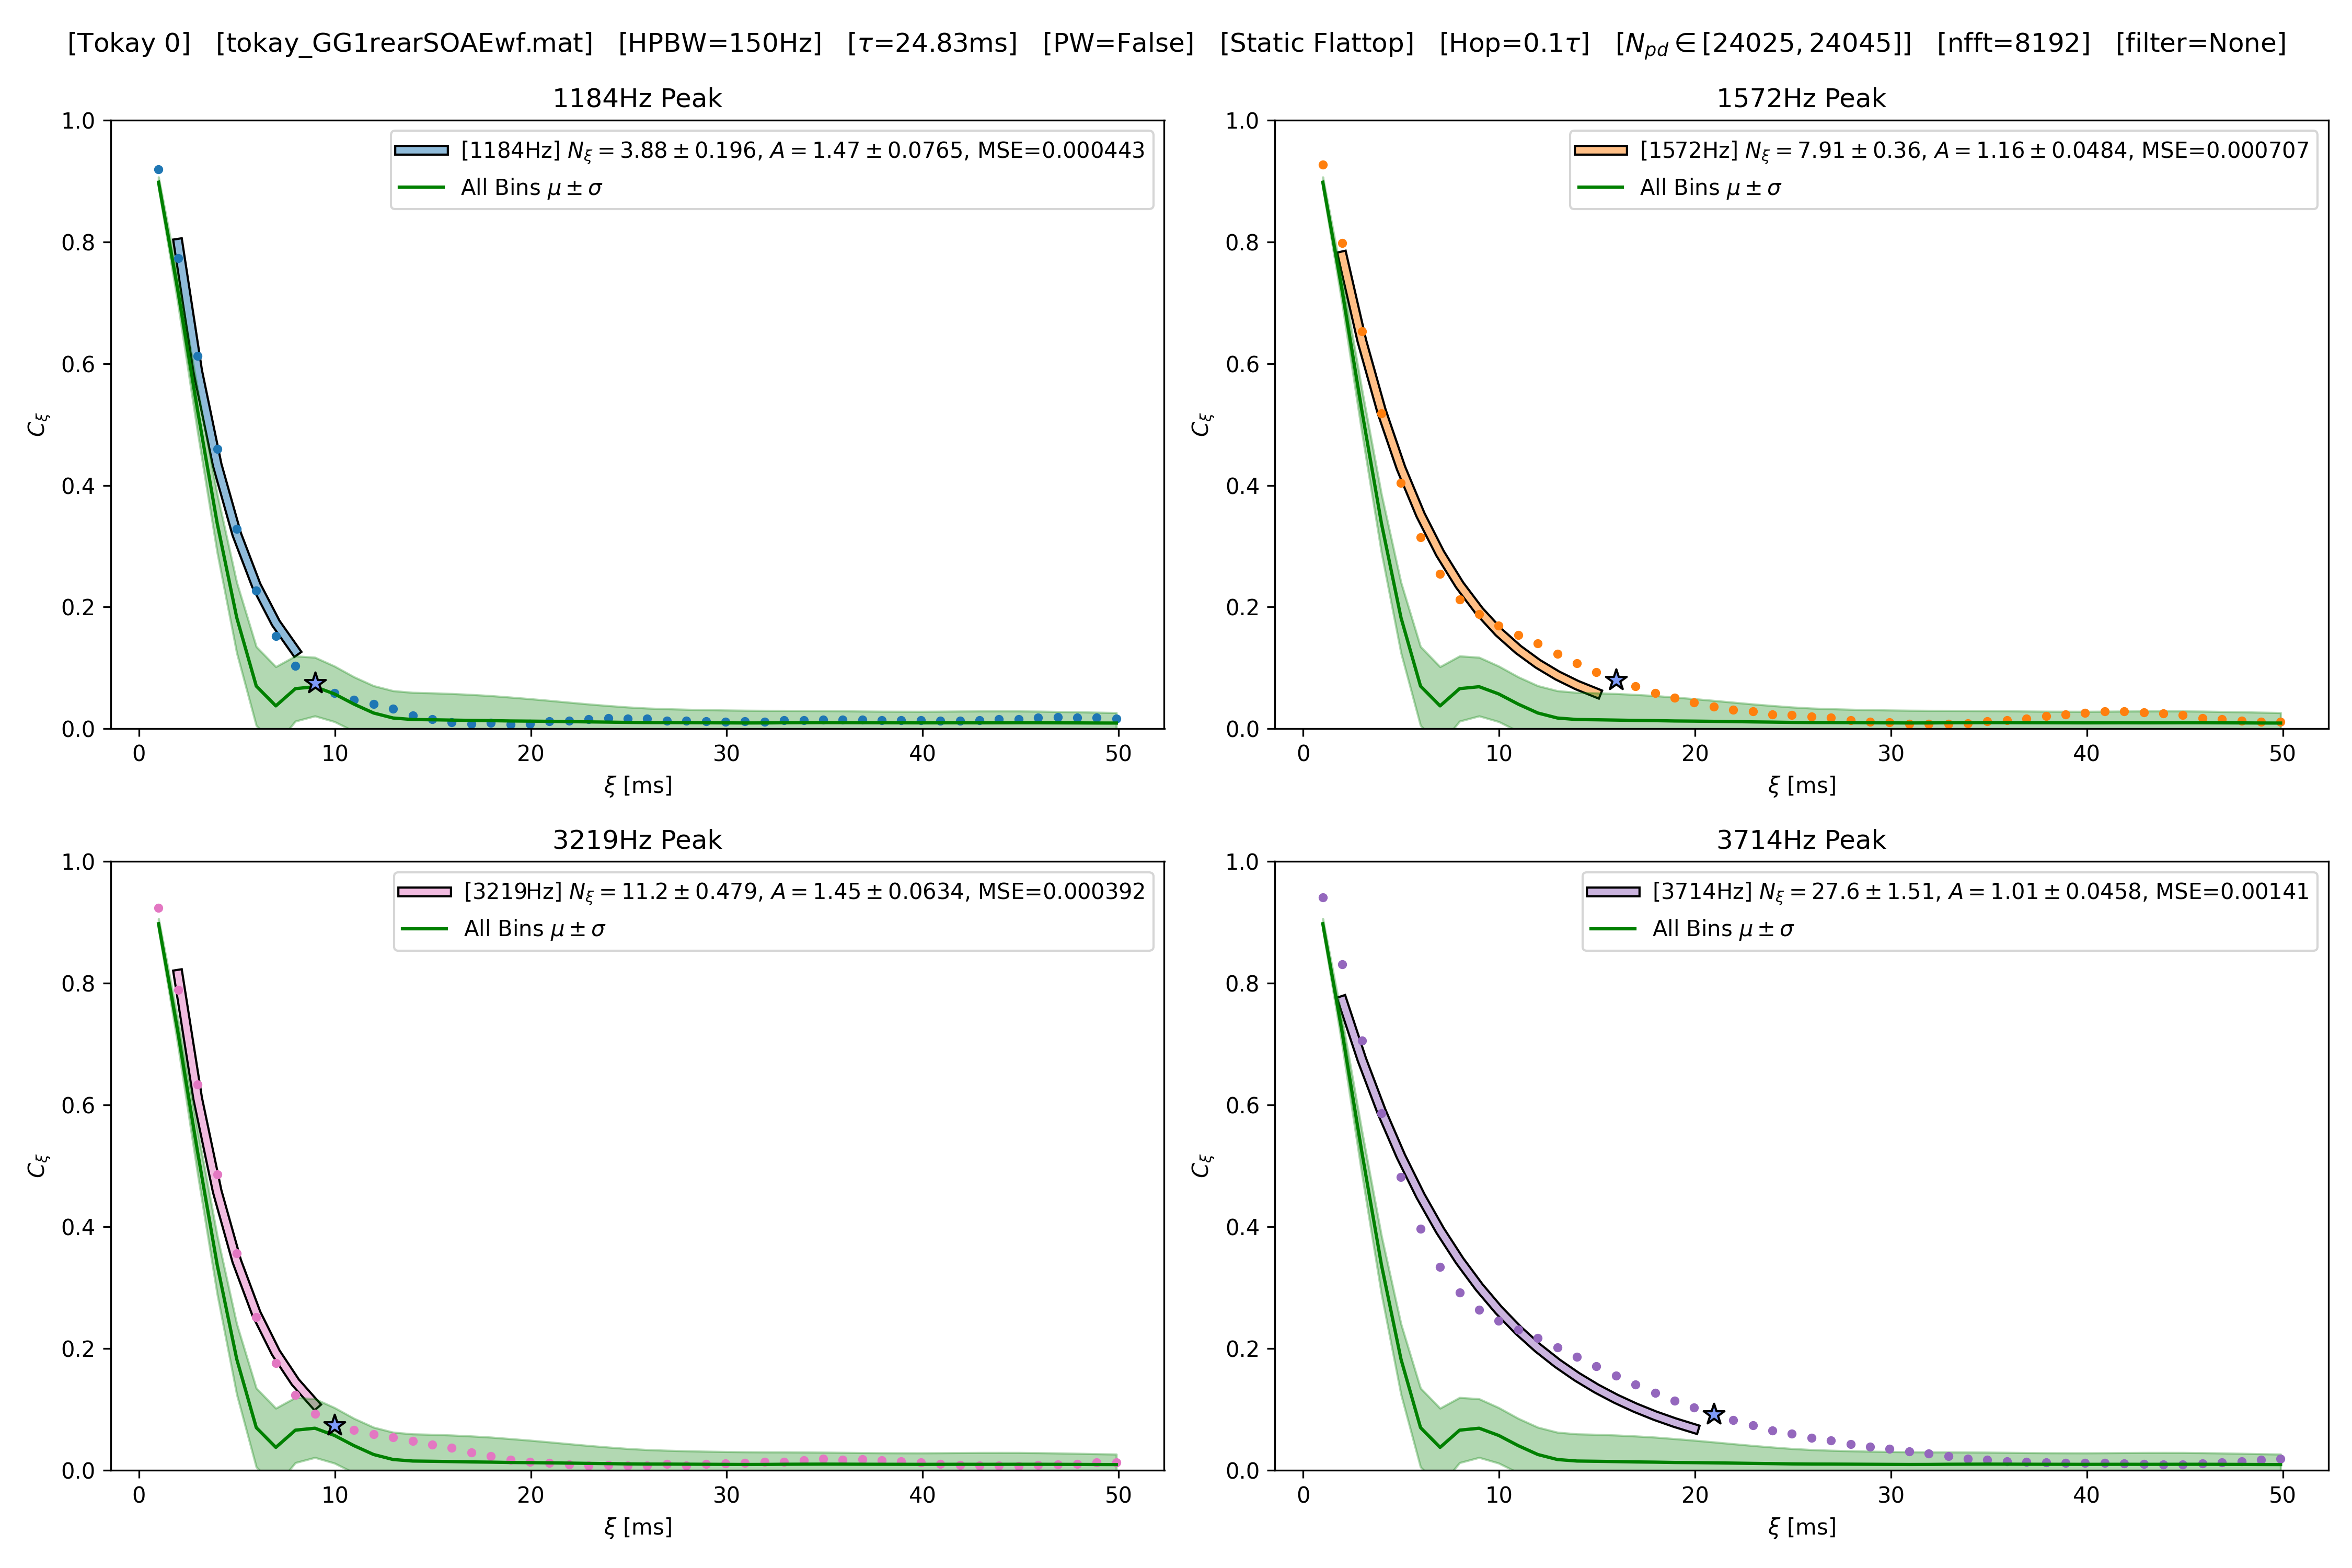 [Tokay 0] [tokay_GG1rearSOAEwf.mat] [HPBW=150Hz] [τ=24.83ms] [PW=False] [Static Flattop] [Hop=0.1τ] [N_pd ∈ [24025, 24045]] [nfft=8192] [filter=None]
1184Hz Peak
[1184Hz] N_ξ = 3.88 ± 0.196, A = 1.47 ± 0.0765, MSE=0.000443
All Bins μ ± σ
1.0
0.8
0.6
0.4
0.2
0.0
C_ξ
0 10 20 30 40 50
ξ [ms]
1572Hz Peak
[1572Hz] N_ξ = 7.91 ± 0.36, A = 1.16 ± 0.0484, MSE=0.000707
All Bins μ ± σ
1.0
0.8
0.6
0.4
0.2
0.0
C_ξ
0 10 20 30 40 50
ξ [ms]
3219Hz Peak
[3219Hz] N_ξ = 11.2 ± 0.479, A = 1.45 ± 0.0634, MSE=0.000392
All Bins μ ± σ
1.0
0.8
0.6
0.4
0.2
0.0
C_ξ
0 10 20 30 40 50
ξ [ms]
3714Hz Peak
[3714Hz] N_ξ = 27.6 ± 1.51, A = 1.01 ± 0.0458, MSE=0.00141
All Bins μ ± σ
1.0
0.8
0.6
0.4
0.2
0.0
C_ξ
0 10 20 30 40 50
ξ [ms]